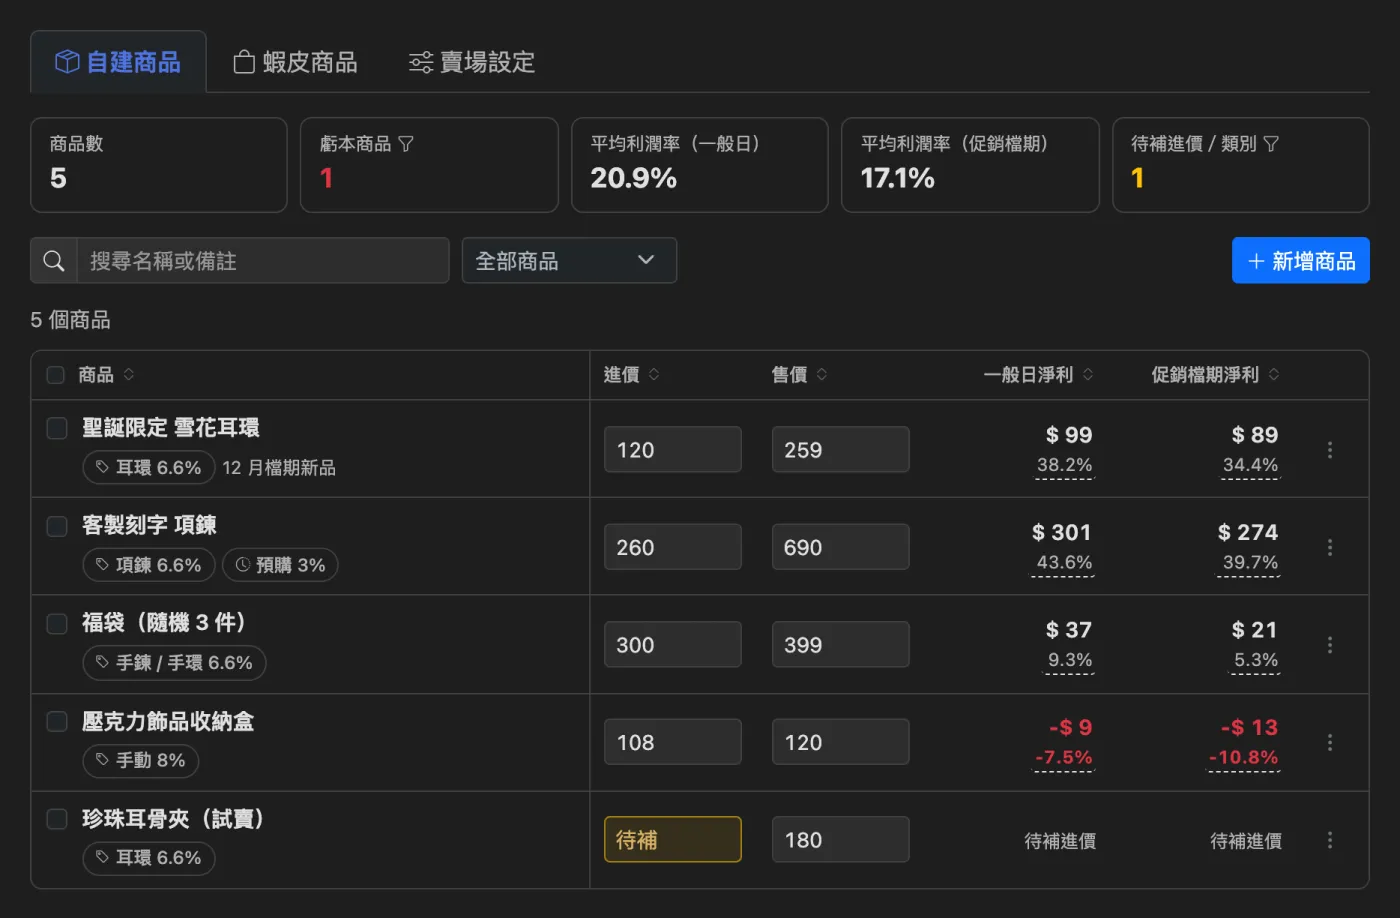 自建商品
蝦皮商品
賣場設定
商品數
5
虧本商品
1
平均利潤率（一般日）
20.9%
平均利潤率（促銷檔期）
17.1%
待補進價 / 類別
1
搜尋名稱或備註
全部商品
+ 新增商品
5 個商品
商品 進價 售價 一般日淨利 促銷檔期淨利
聖誕限定 雪花耳環
耳環 6.6% 12 月檔期新品
120
259
$ 99
38.2%
$ 89
34.4%
客製刻字 項鍊
項鍊 6.6% 預購 3%
260
690
$ 301
43.6%
$ 274
39.7%
福袋（隨機 3 件）
手鍊 / 手環 6.6%
300
399
$ 37
9.3%
$ 21
5.3%
壓克力飾品收納盒
手動 8%
108
120
-$ 9
-7.5%
-$ 13
-10.8%
珍珠耳骨夾（試賣）
耳環 6.6%
待補
180
待補進價
待補進價